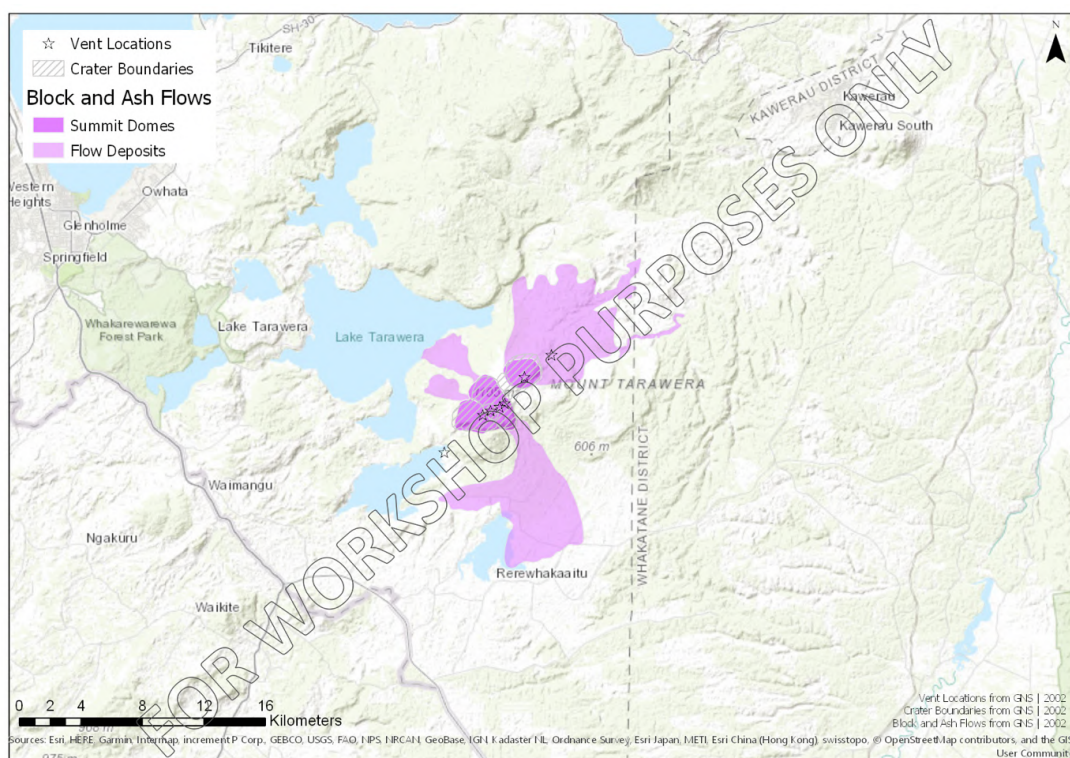 Vent Locations
Crater Boundaries
Block and Ash Flows
Summit Domes
Flow Deposits
N
SH-30
Tikitere
KAWERAU DISTRICT
Kawerau
Kawerau South
Western
Heights
Owhata
Glenholme
Springfield
Whakarewarewa
Forest Park
Lake Tarawera
Lake Tarawera
MOUNT TARAWERA
606 m
WHAKATANE DISTRICT
Waimangu
Ngakuru
Rerewhakaaitu
Waikite
FOR WORKSHOP PURPOSES ONLY
0 2 4 8 12 16
Kilometers
Vent Locations from GNS | 2002
Crater Boundaries from GNS | 2002
Block and Ash Flows from GNS | 2002
Sources: Esri, HERE, Garmin, Intermap, increment P Corp., GEBCO, USGS, FAO, NPS, NRCAN, GeoBase, IGN, Kadaster NL, Ordnance Survey, Esri Japan, METI, Esri China (Hong Kong), swisstopo, © OpenStreetMap contributors, and the GIS
User Communit